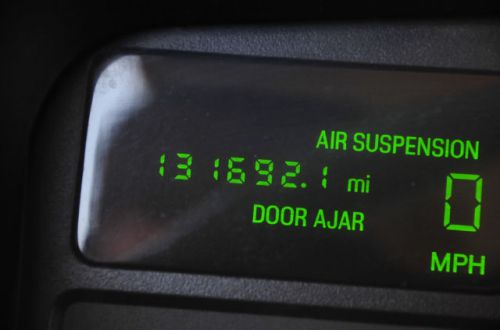 AIR SUSPENSION
131692.1 mi
0
DOOR AJAR
MPH